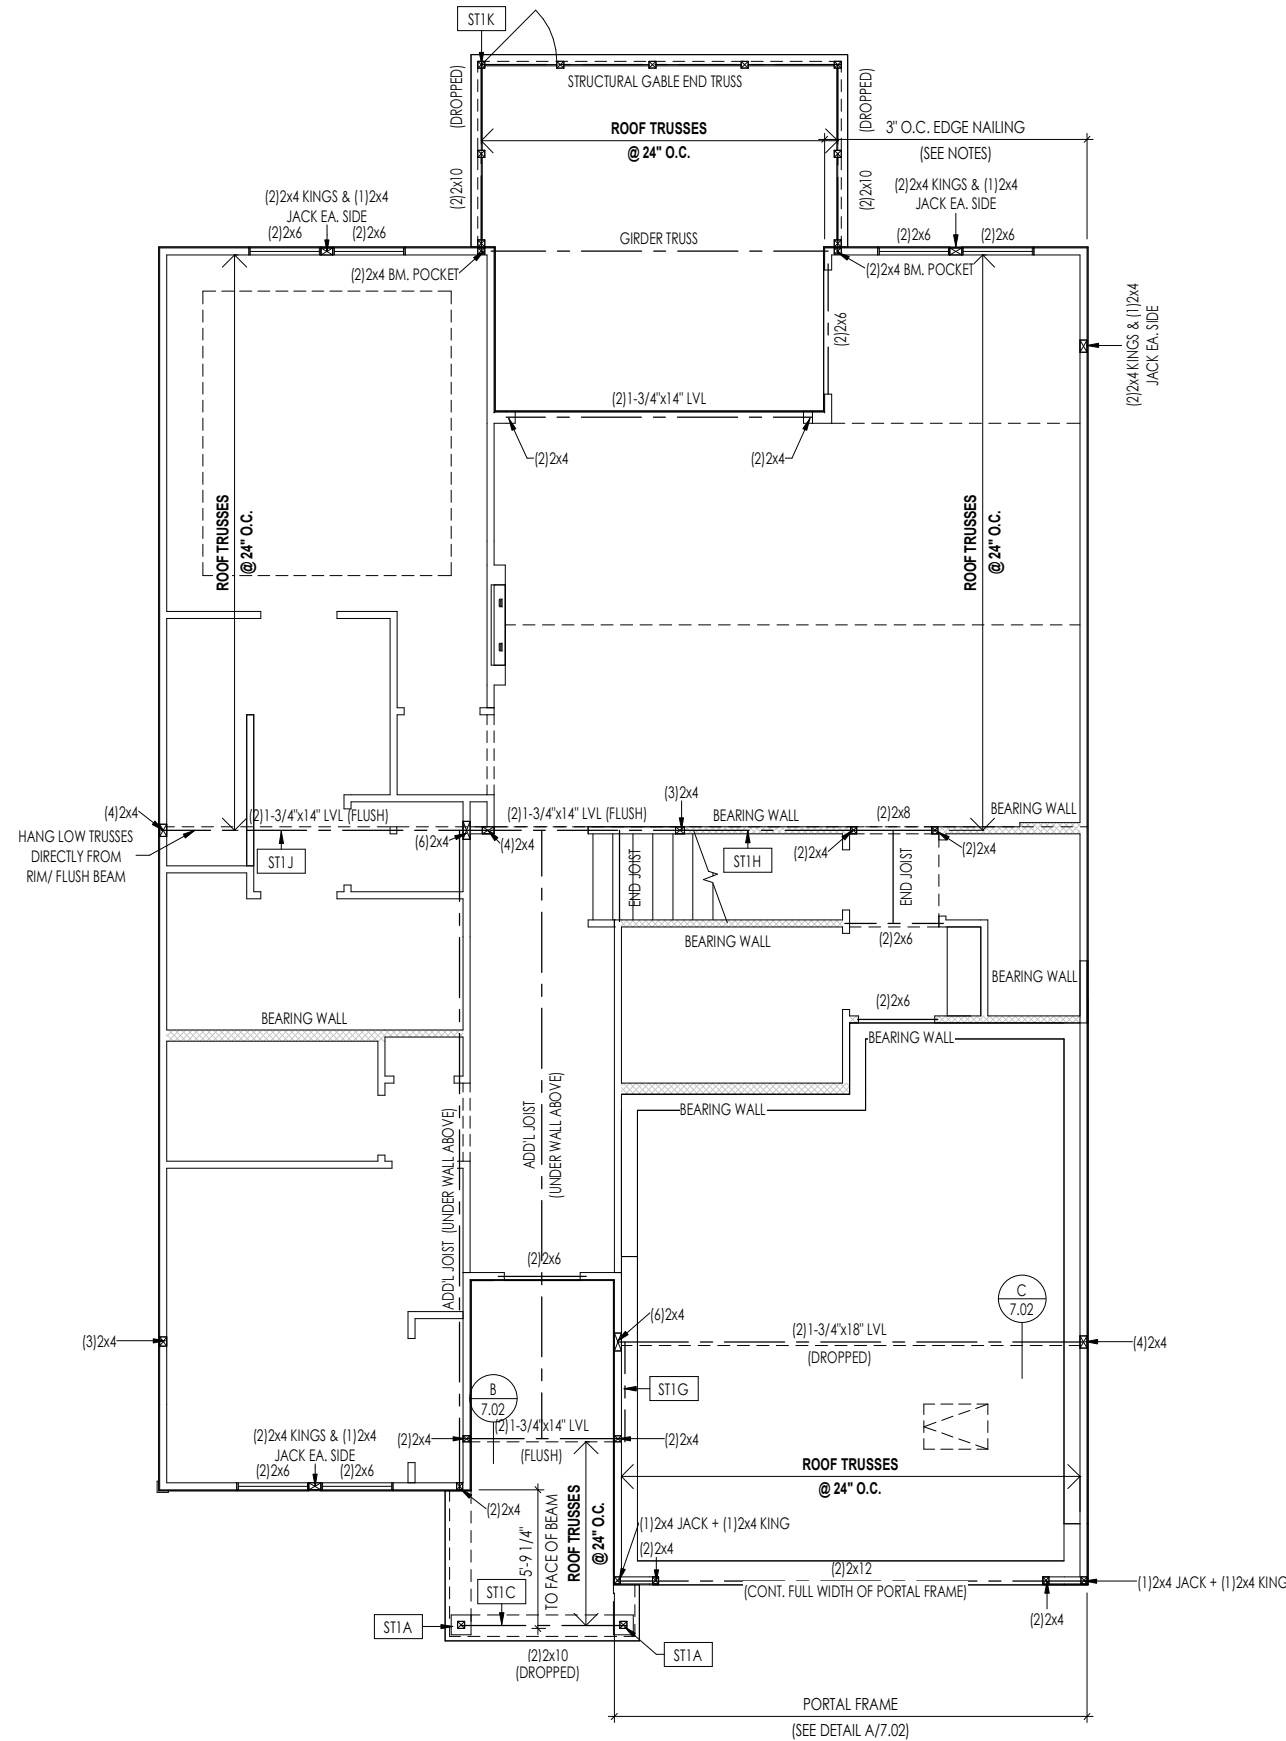 ST1K
(DROPPED)
(DROPPED)
STRUCTURAL GABLE END TRUSS
ROOF TRUSSES
@ 24" O.C.
3" O.C. EDGE NAILING
(SEE NOTES)
(2)2x10
(2)2x10
(2)2x4 KINGS & (1)2x4
JACK EA. SIDE
(2)2x6
(2)2x6
(2)2x4 KINGS & (1)2x4
JACK EA. SIDE
(2)2x6
(2)2x6
GIRDER TRUSS
(2)2x4 BM. POCKET
(2)2x4 BM. POCKET
(2)2x6
(2)2x4 KINGS & (1)2x4
JACK EA. SIDE
(2)1-3/4"x14" LVL
(2)2x4
(2)2x4
ROOF TRUSSES
@ 24" O.C.
ROOF TRUSSES
@ 24" O.C.
(4)2x4
HANG LOW TRUSSES
DIRECTLY FROM
RIM/ FLUSH BEAM
(2)1-3/4"x14" LVL (FLUSH)
ST1J
(6)2x4
(4)2x4
(2)1-3/4"x14" LVL (FLUSH)
(3)2x4
BEARING WALL
ST1H
(2)2x8
(2)2x4
(2)2x4
BEARING WALL
END JOIST
END JOIST
BEARING WALL
(2)2x6
BEARING WALL
(2)2x6
BEARING WALL
BEARING WALL
BEARING WALL
ADD'L JOIST (UNDER WALL ABOVE)
ADD'L JOIST
(UNDER WALL ABOVE)
(2)2x6
(3)2x4
(6)2x4
(2)1-3/4"x18" LVL
(DROPPED)
(4)2x4
C
7.02
ST1G
B
7.02
(2)1-3/4"x14" LVL
(FLUSH)
(2)2x4
(2)2x4
(2)2x4 KINGS & (1)2x4
JACK EA. SIDE
(2)2x6
(2)2x6
(2)2x4
ROOF TRUSSES
@ 24" O.C.
5'-9 1/4"
TO FACE OF BEAM
ROOF TRUSSES
@ 24" O.C.
(1)2x4 JACK + (1)2x4 KING
(2)2x4
(2)2x12
(CONT. FULL WIDTH OF PORTAL FRAME)
(1)2x4 JACK + (1)2x4 KING
(2)2x4
ST1C
ST1A
ST1A
(2)2x10
(DROPPED)
PORTAL FRAME
(SEE DETAIL A/7.02)